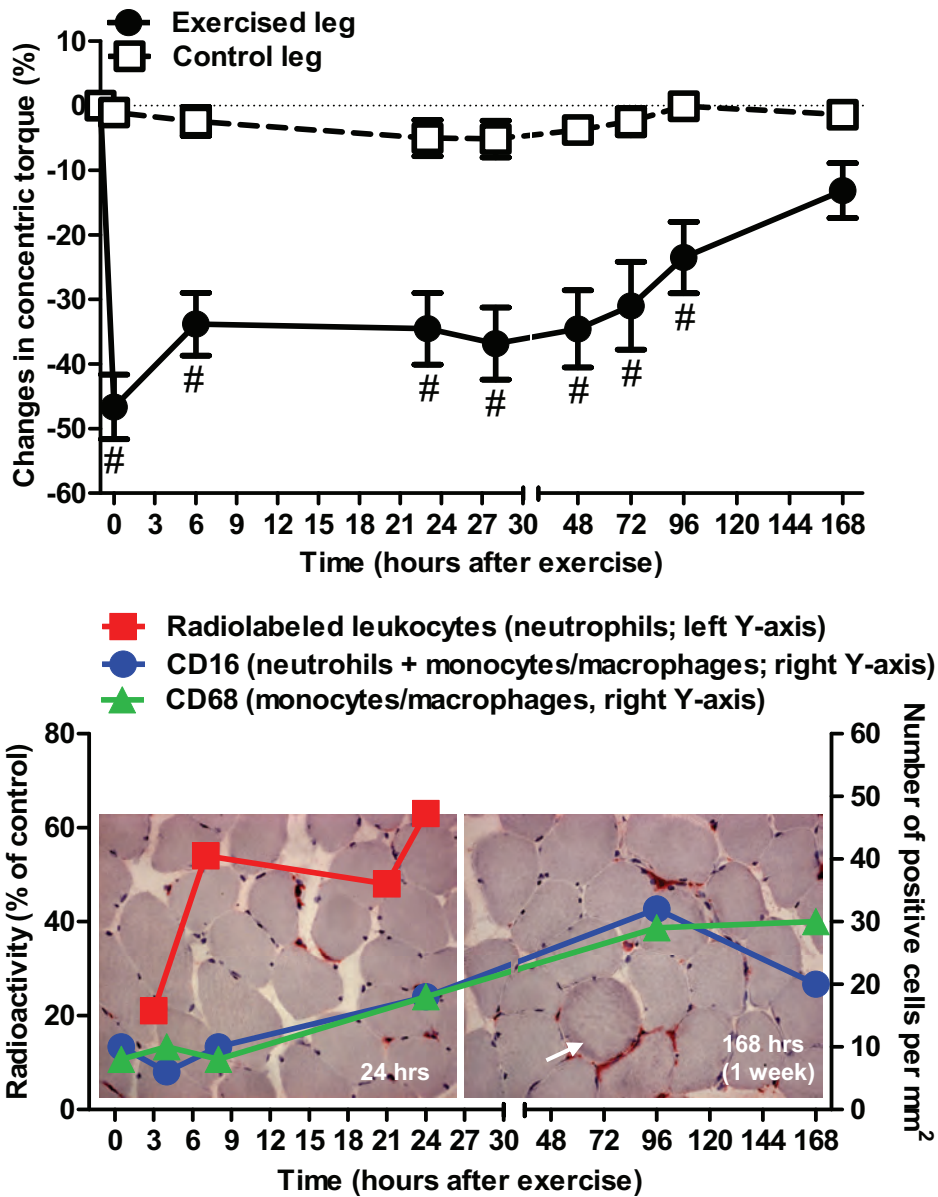 Exercised leg
Control leg
Changes in concentric torque (%)
10
0
-10
-20
-30
-40
-50
-60
# # # # # # #
0 3 6 9 12 15 18 21 24 27 30 48 72 96 120 144 168
Time (hours after exercise)
Radiolabeled leukocytes (neutrophils; left Y-axis)
CD16 (neutrohils + monocytes/macrophages; right Y-axis)
CD68 (monocytes/macrophages, right Y-axis)
Radioactivity (% of control)
80
60
40
20
0
24 hrs
168 hrs
(1 week)
60
50
40
30
20
10
0
Number of positive cells per mm²
0 3 6 9 12 15 18 21 24 27 30 48 72 96 120 144 168
Time (hours after exercise)